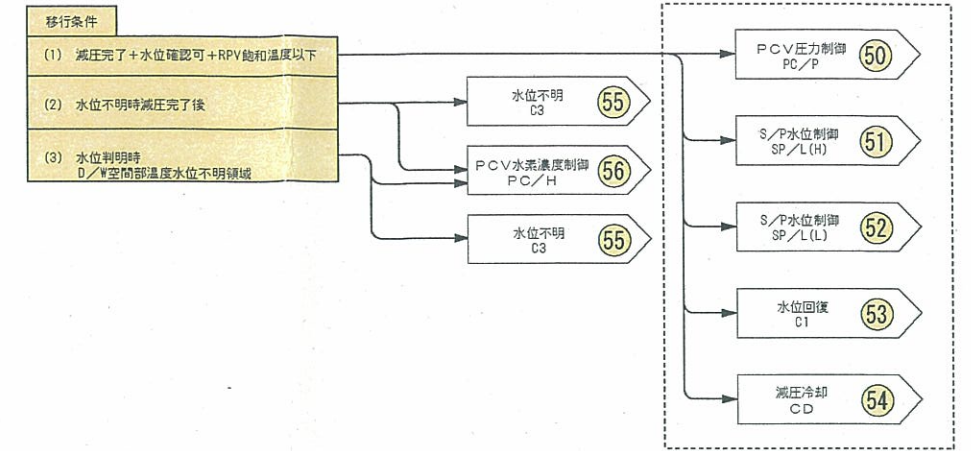 移行条件
(1) 減圧完了+水位確認可+RPV飽和温度以下
(2) 水位不明時減圧完了後
(3) 水位判明時
D/W空間部温度水位不明領域
水位不明
C3
55
PCV水素濃度制御
PC/H
56
水位不明
C3
55
PCV圧力制御
PC/P
50
S/P水位制御
SP/L(H)
51
S/P水位制御
SP/L(L)
52
水位回復
C1
53
減圧冷却
CD
54